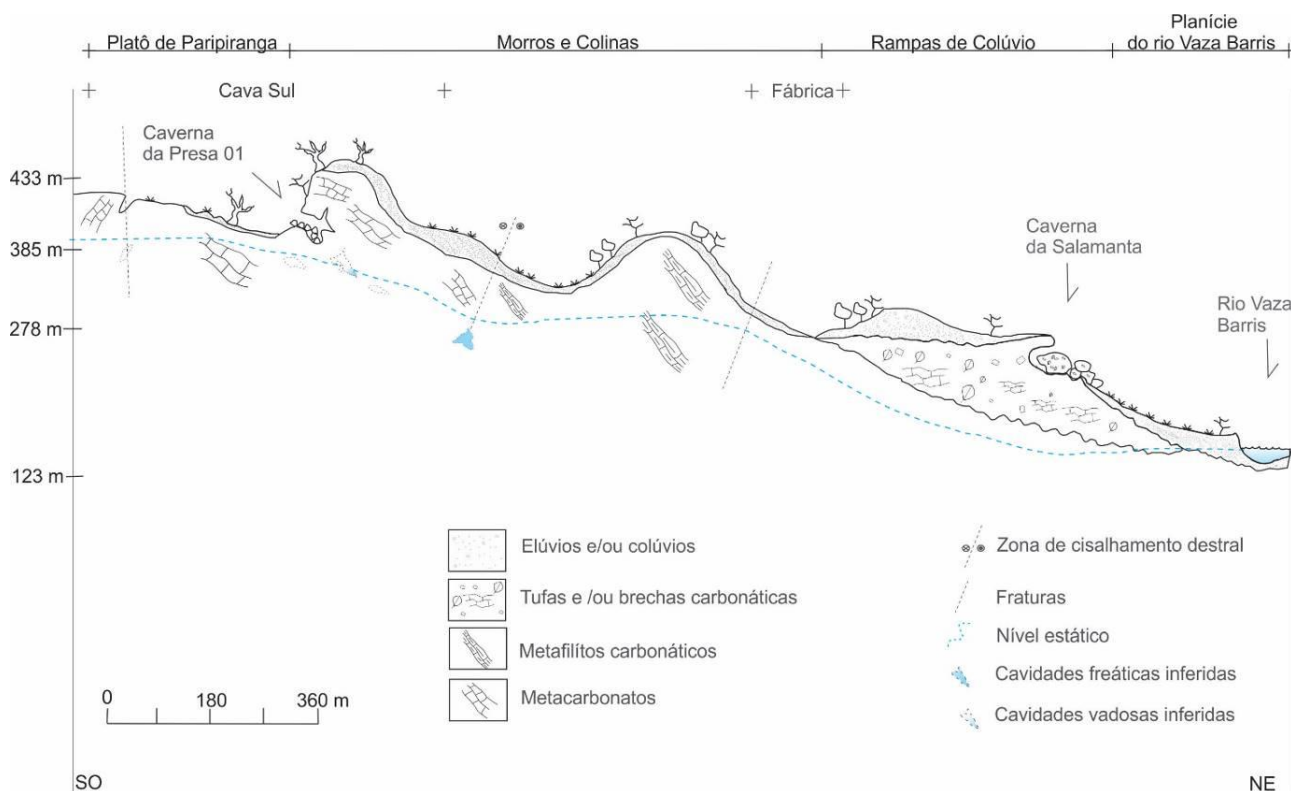 Platô de Paripiranga
Morros e Colinas
Rampas de Colúvio
Planície
do rio Vaza Barris
Cava Sul
Fábrica
Caverna
da Presa 01
433 m
385 m
278 m
123 m
Caverna
da Salamanta
Rio Vaza
Barris
Elúvios e/ou colúvios
Tufas e /ou brechas carbonáticas
Metafilítos carbonáticos
Metacarbonatos
Zona de cisalhamento destral
Fraturas
Nível estático
Cavidades freáticas inferidas
Cavidades vadosas inferidas
0 180 360 m
SO
NE